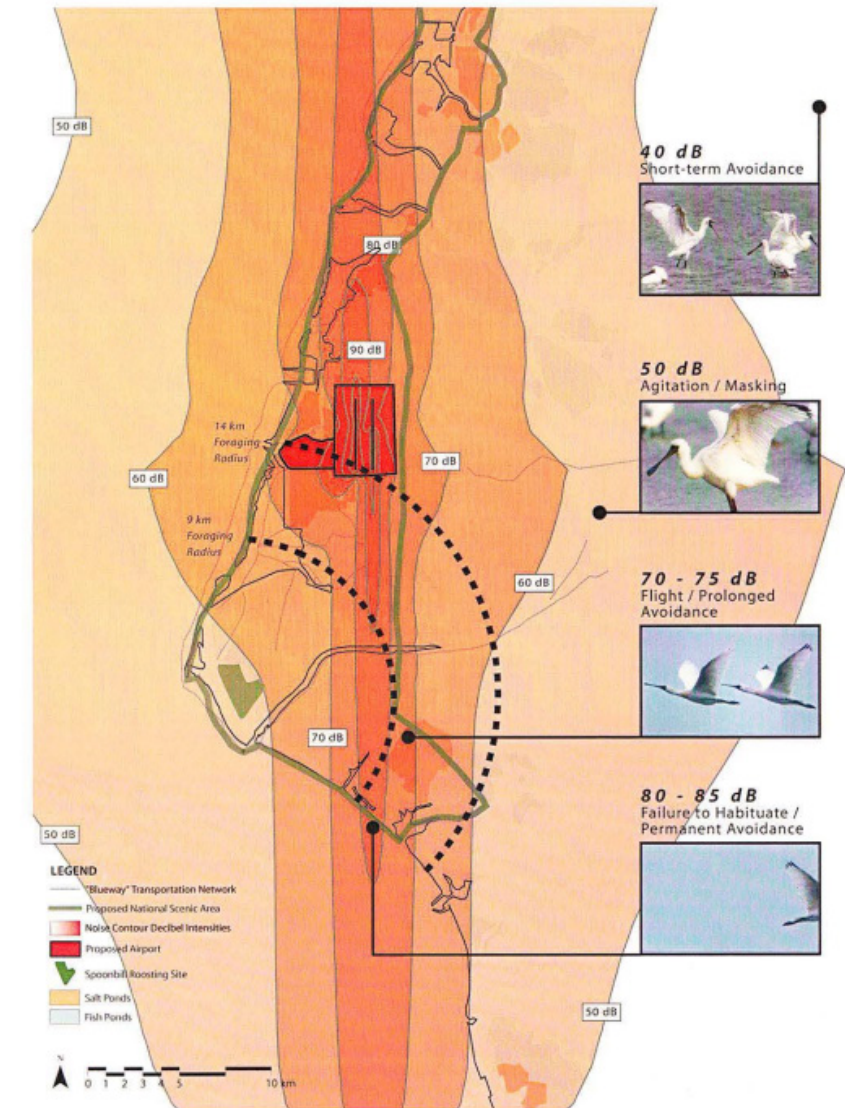 50 dB
40 dB
Short-term Avoidance
80 dB
90 dB
50 dB
Agitation / Masking
14 km
Foraging
Radius
70 dB
60 dB
9 km
Foraging
Radius
60 dB
70 - 75 dB
Flight / Prolonged
Avoidance
70 dB
80 - 85 dB
Failure to Habituate /
Permanent Avoidance
50 dB
LEGEND
"Blueway" Transportation Network
Proposed National Scenic Area
Noise Contour Decibel Intensities
Proposed Airport
Spoonbill Roosting Site
Salt Ponds
Fish Ponds
50 dB
N
0 1 2 3 4 5 10 km